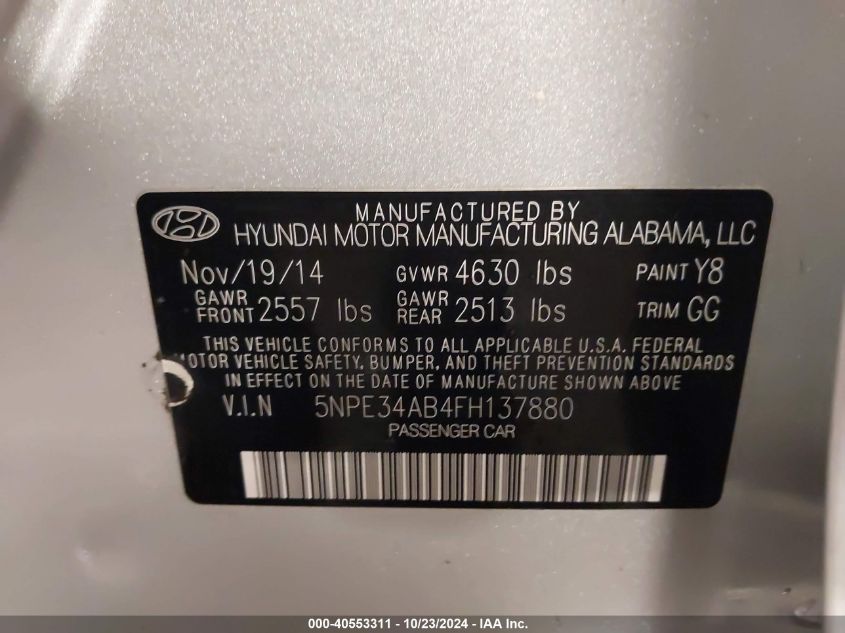 MANUFACTURED BY
HYUNDAI MOTOR MANUFACTURING ALABAMA, LLC
Nov/19/14 GVWR 4630 lbs PAINT Y8
GAWR FRONT 2557 lbs GAWR REAR 2513 lbs TRIM GG
THIS VEHICLE CONFORMS TO ALL APPLICABLE U.S.A. FEDERAL
MOTOR VEHICLE SAFETY, BUMPER, AND THEFT PREVENTION STANDARDS
IN EFFECT ON THE DATE OF MANUFACTURE SHOWN ABOVE
V.I.N 5NPE34AB4FH137880
PASSENGER CAR
000-40553311 - 10/23/2024 - IAA Inc.